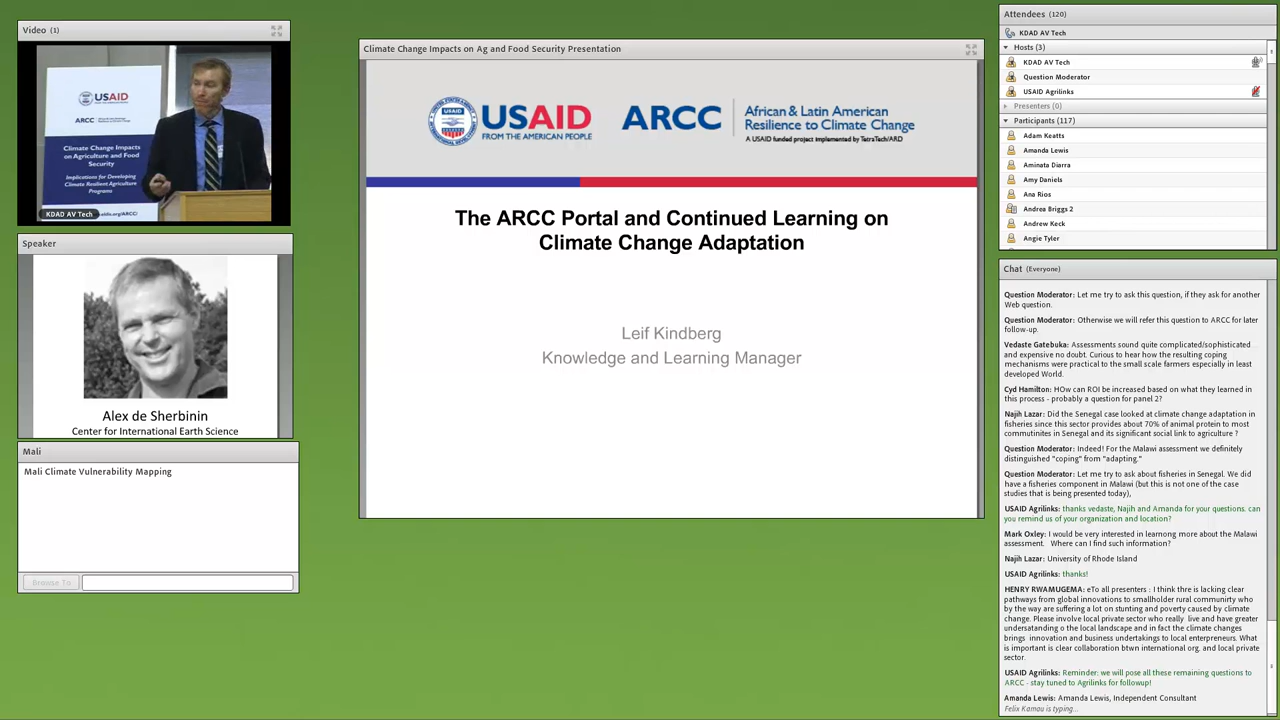 Video (1)
USAID
ARCC
Climate Change Impacts
on Agriculture and Food
Security
Implications for Developing
Climate Resilient Agriculture
Programs
KDAD AV Tech
Speaker
Alex de Sherbinin
Center for International Earth Science
Mali
Mali Climate Vulnerability Mapping
Browse To
Climate Change Impacts on Ag and Food Security Presentation
USAID
USAID
FROM THE AMERICAN PEOPLE
ARCC
African & Latin American
Resilience to Climate Change
A USAID funded project implemented by TetraTech/ARD
The ARCC Portal and Continued Learning on
Climate Change Adaptation
Leif Kindberg
Knowledge and Learning Manager
Attendees (120)
KDAD AV Tech
Hosts (3)
KDAD AV Tech
Question Moderator
USAID Agrilinks
Presenters (0)
Participants (117)
Adam Keatts
Amanda Lewis
Aminata Diarra
Amy Daniels
Ana Rios
Andrea Briggs 2
Andrew Keck
Angie Tyler
Chat (Everyone)
Question Moderator: Let me try to ask this question, if they ask for another
Web question.
Question Moderator: Otherwise we will refer this question to ARCC for later
follow-up.
Vedaste Gatebuka: Assessments sound quite complicated/sophisticated
and expensive no doubt. Curious to hear how the resulting coping
mechanisms were practical to the small scale farmers especially in least
developed World.
Cyd Hamilton: HOw can ROI be increased based on what they learned in
this process - probably a question for panel 2?
Najih Lazar: Did the Senegal case looked at climate change adaptation in
fisheries since this sector provides about 70% of animal protein to most
commutinites in Senegal and its significant social link to agriculture ?
Question Moderator: Indeed! For the Malawi assessment we definitely
distinguished "coping" from "adapting."
Question Moderator: Let me try to ask about fisheries in Senegal. We did
have a fisheries component in Malawi (but this is not one of the case
studies that is being presented today),
USAID Agrilinks: thanks vedaste, Najih and Amanda for your questions. can
you remind us of your organization and location?
Mark Oxley: I would be very interested in learnong more about the Malawi
assessment. Where can I find such information?
Najih Lazar: University of Rhode Island
USAID Agrilinks: thanks!
HENRY RWAMUGEMA: eTo all presenters : I think thre is lacking clear
pathways from global innovations to smallholder rural communirty who
by the way are suffering a lot on stunting and poverty caused by climate
change. Please involve local private sector who really live and have greater
undersatanding o the local landscape and in fact the climate changes
brings innovation and business undertakings to local enterpreneurs. What
is important is clear collaboration btwn international org. and local private
sector.
USAID Agrilinks: Reminder: we will pose all these remaining questions to
ARCC - stay tuned to Agrilinks for followup!
Amanda Lewis: Amanda Lewis, Independent Consultant
Felix Kamau is typing...